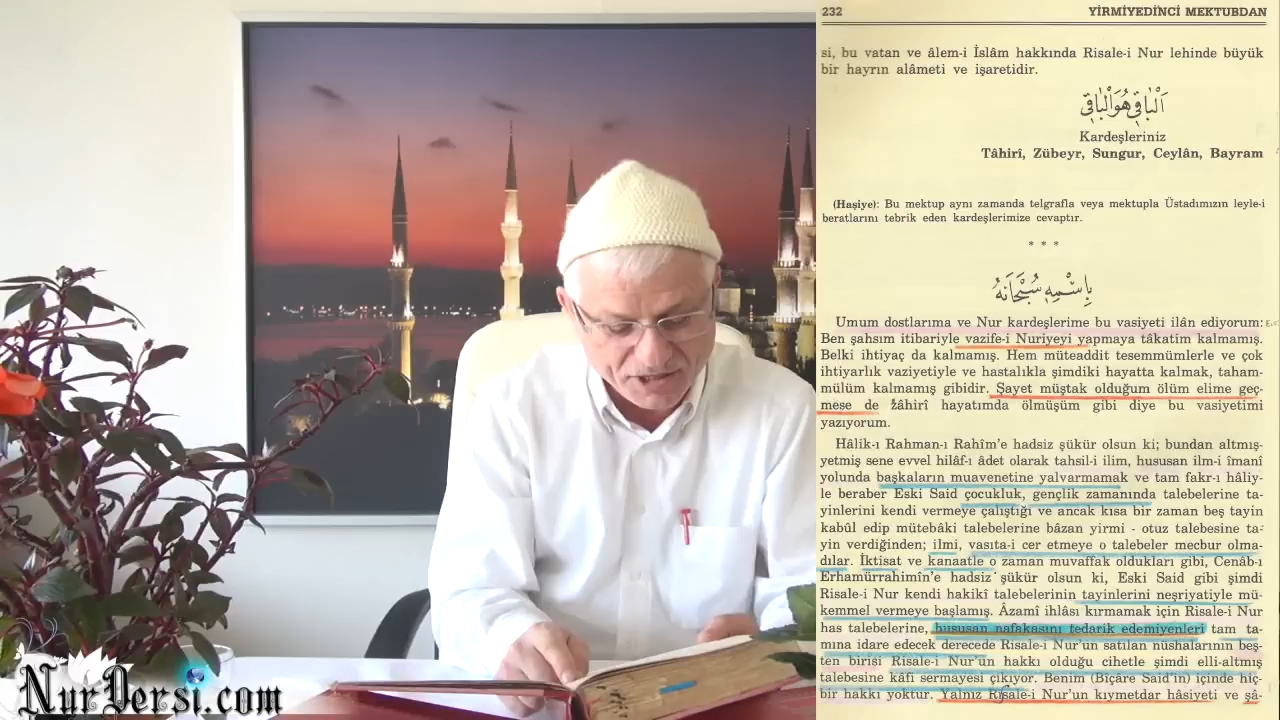 232 YİRMİYEDİNCİ MEKTUBDAN
si, bu vatan ve âlem-i İslâm hakkında Risale-i Nur lehinde büyük
bir hayrın alâmeti ve işaretidir.
اَلْبَاقِى هُوَ الْبَاقِى
Kardeşleriniz
Tâhirî, Zübeyr, Sungur, Ceylân, Bayram
(Haşiye): Bu mektup aynı zamanda telgrafla veya mektupla Üstadımızın leyle-i
beratlarını tebrik eden kardeşlerimize cevaptır.
* * *
بِاسْمِهِ سُبْحَانَهُ
Umum dostlarıma ve Nur kardeşlerime bu vasiyeti ilân ediyorum:
Ben şahsım itibariyle vazife-i Nuriyeyi yapmaya tâkatim kalmamış.
Belki ihtiyaç da kalmamış. Hem müteaddit tesemmümlerle ve çok
ihtiyarlık vaziyetiyle ve hastalıkla şimdiki hayatta kalmak, taham-
mülüm kalmamış gibidir. Şayet müştak olduğum ölüm elime geç-
mese de zâhirî hayatımda ölmüşüm gibi diye bu vasiyetimi
yazıyorum.
Hâlik-ı Rahman-ı Rahîm'e hadsiz şükür olsun ki; bundan altmış-
yetmiş sene evvel hilâf-ı âdet olarak tahsil-i ilim, hususan ilm-i îmanî
yolunda başkaların muavenetine yalvarmamak ve tam fakr-ı hâliy-
le beraber Eski Said çocukluk, gençlik zamanında talebelerine ta-
yinlerini kendi vermeye çalıştığı ve ancak kısa bir zaman beş tayin
kabûl edip mütebâki talebelerine bâzan yirmi - otuz talebesine ta-
yin verdiğinden; ilmi, vasıta-i cer etmeye o talebeler mecbur olma-
dılar. İktisat ve kanaatle o zaman muvaffak oldukları gibi, Cenâb-ı
Erhamürrahimîn'e hadsiz şükür olsun ki, Eski Said gibi şimdi
Risale-i Nur kendi hakikî talebelerinin tayinlerini neşriyatiyle mü-
kemmel vermeye başlamış. Âzamî ihlâsı kırmamak için Risale-i Nur
has talebelerine, hususan nafakasını tedarik edemiyenleri tam ta-
mına idare edecek derecede Risale-i Nur'un satılan nüshalarının beş-
ten birisi Risale-i Nur'un hakkı olduğu cihetle şimdi elli-altmış
talebesine kâfi sermayesi çıkıyor. Benim (Biçâre Said'in) içinde hiç-
bir hakkı yoktur. Yalnız Risale-i Nur'un kıymetdar hâsiyeti ve şâ-
NurDersi.com